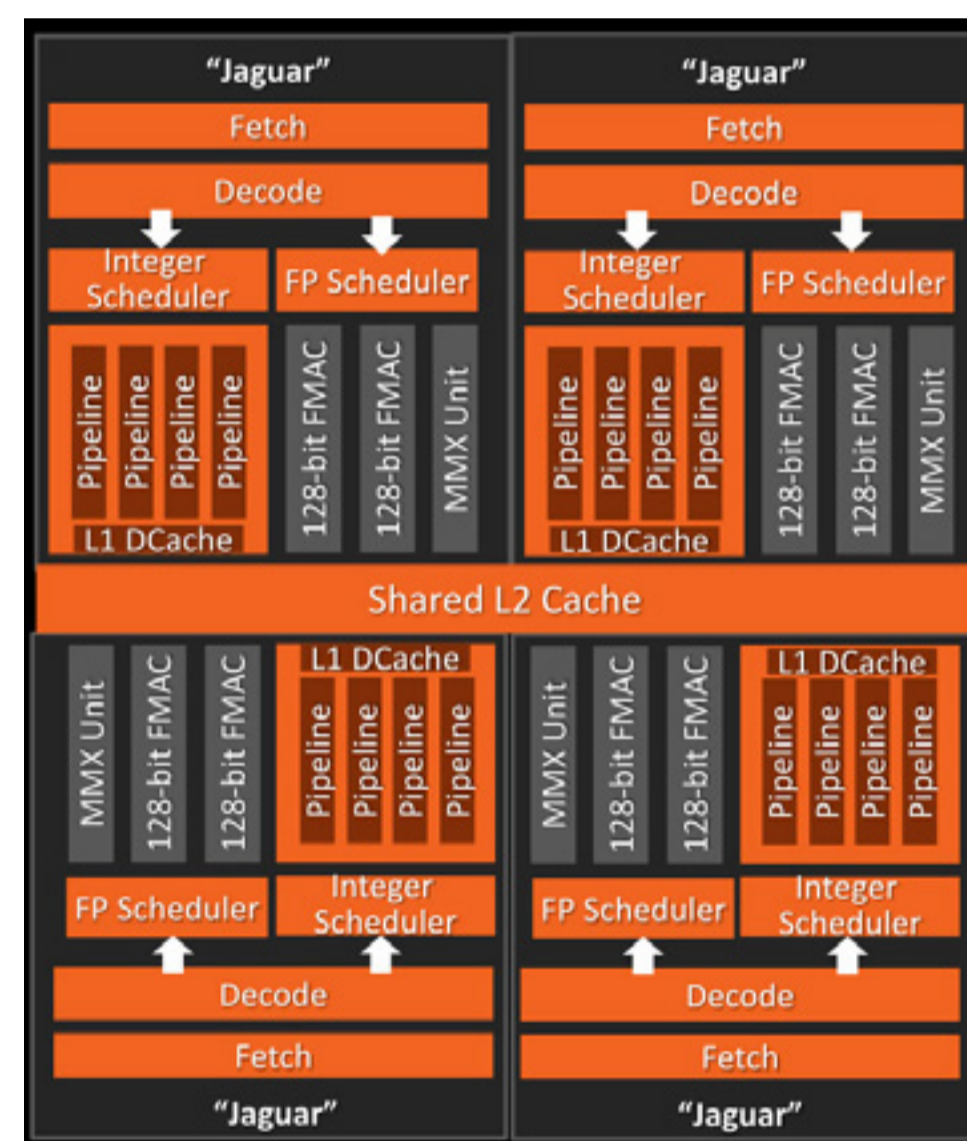 “Jaguar”
Fetch
Decode
Integer
Scheduler
FP Scheduler
Pipeline
Pipeline
Pipeline
Pipeline
L1 DCache
128-bit FMAC
128-bit FMAC
MMX Unit
“Jaguar”
Fetch
Decode
Integer
Scheduler
FP Scheduler
Pipeline
Pipeline
Pipeline
Pipeline
L1 DCache
128-bit FMAC
128-bit FMAC
MMX Unit
Shared L2 Cache
MMX Unit
128-bit FMAC
128-bit FMAC
L1 DCache
Pipeline
Pipeline
Pipeline
Pipeline
FP Scheduler
Integer
Scheduler
Decode
Fetch
“Jaguar”
MMX Unit
128-bit FMAC
128-bit FMAC
L1 DCache
Pipeline
Pipeline
Pipeline
Pipeline
FP Scheduler
Integer
Scheduler
Decode
Fetch
“Jaguar”